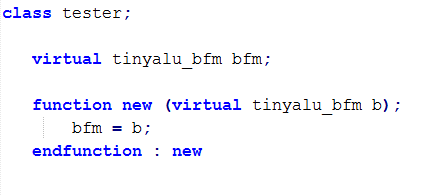 class tester;
virtual tinyalu_bfm bfm;
function new (virtual tinyalu_bfm b);
bfm = b;
endfunction : new